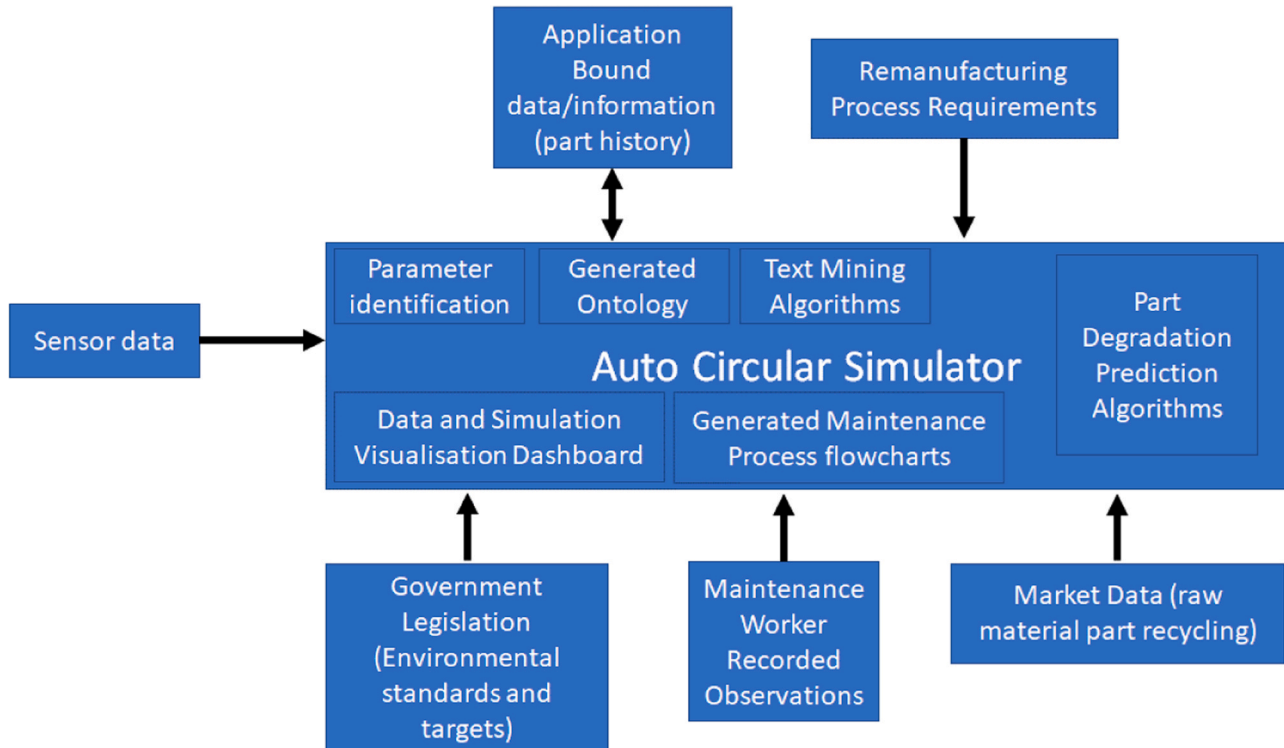 Application
Bound
data/information
(part history)
Remanufacturing
Process Requirements
Parameter
identification
Generated
Ontology
Text Mining
Algorithms
Part
Degradation
Prediction
Algorithms
Sensor data
Auto Circular Simulator
Data and Simulation
Visualisation Dashboard
Generated Maintenance
Process flowcharts
Government
Legislation
(Environmental
standards and
targets)
Maintenance
Worker
Recorded
Observations
Market Data (raw
material part recycling)